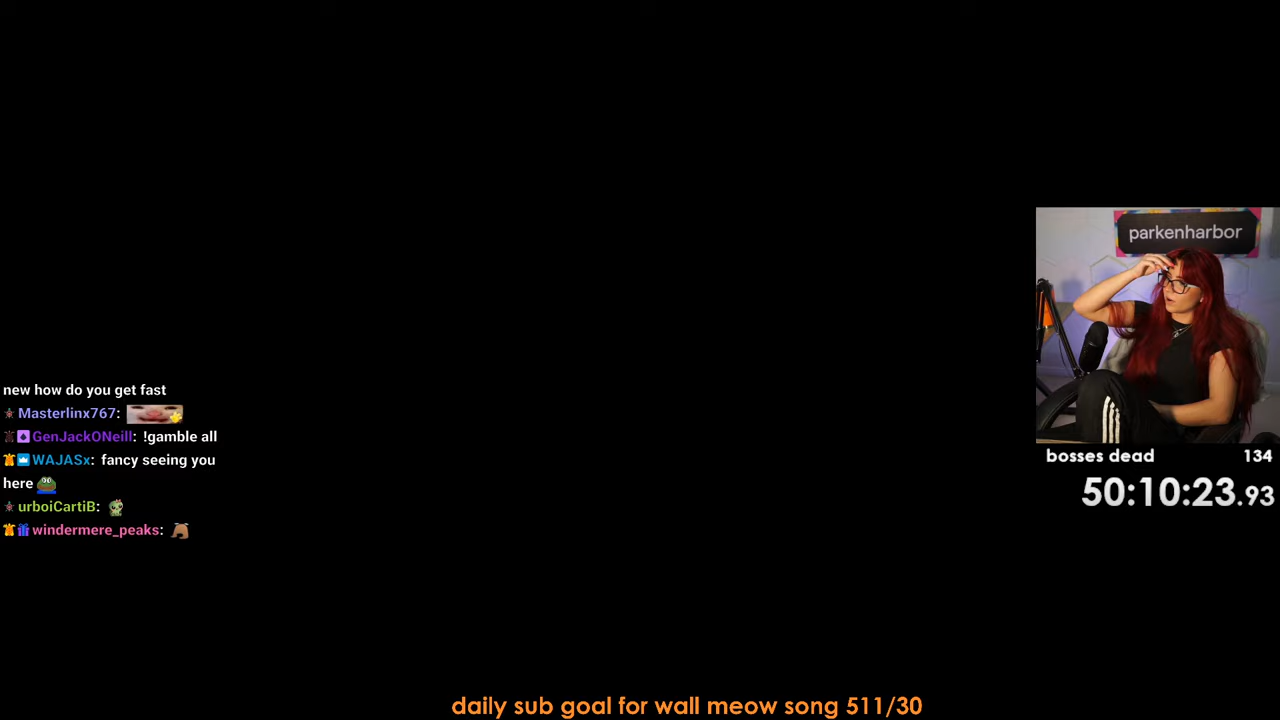 parkenharbor
new how do you get fast
Masterlinx767:
GenJackONeill: !gamble all
WAJASx: fancy seeing you
here
urboiCartiB:
windermere_peaks:
bosses dead 134
50:10:23.93
daily sub goal for wall meow song 511/30